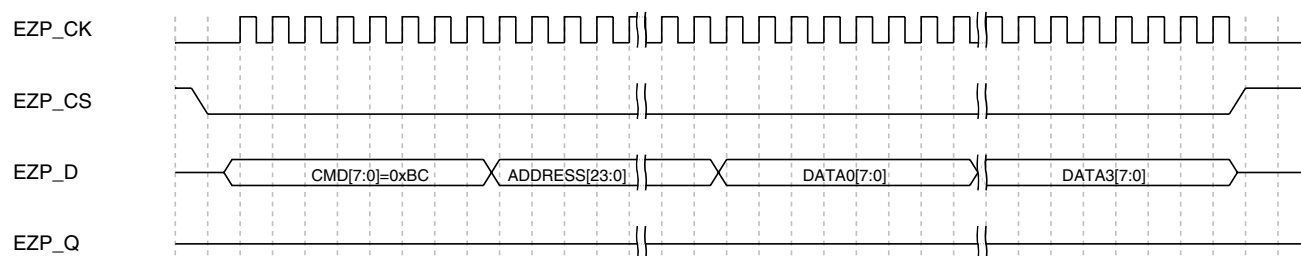 EZP_CK
EZP_CS
EZP_D CMD[7:0]=0xBC ADDRESS[23:0] DATA0[7:0] DATA3[7:0]
EZP_Q